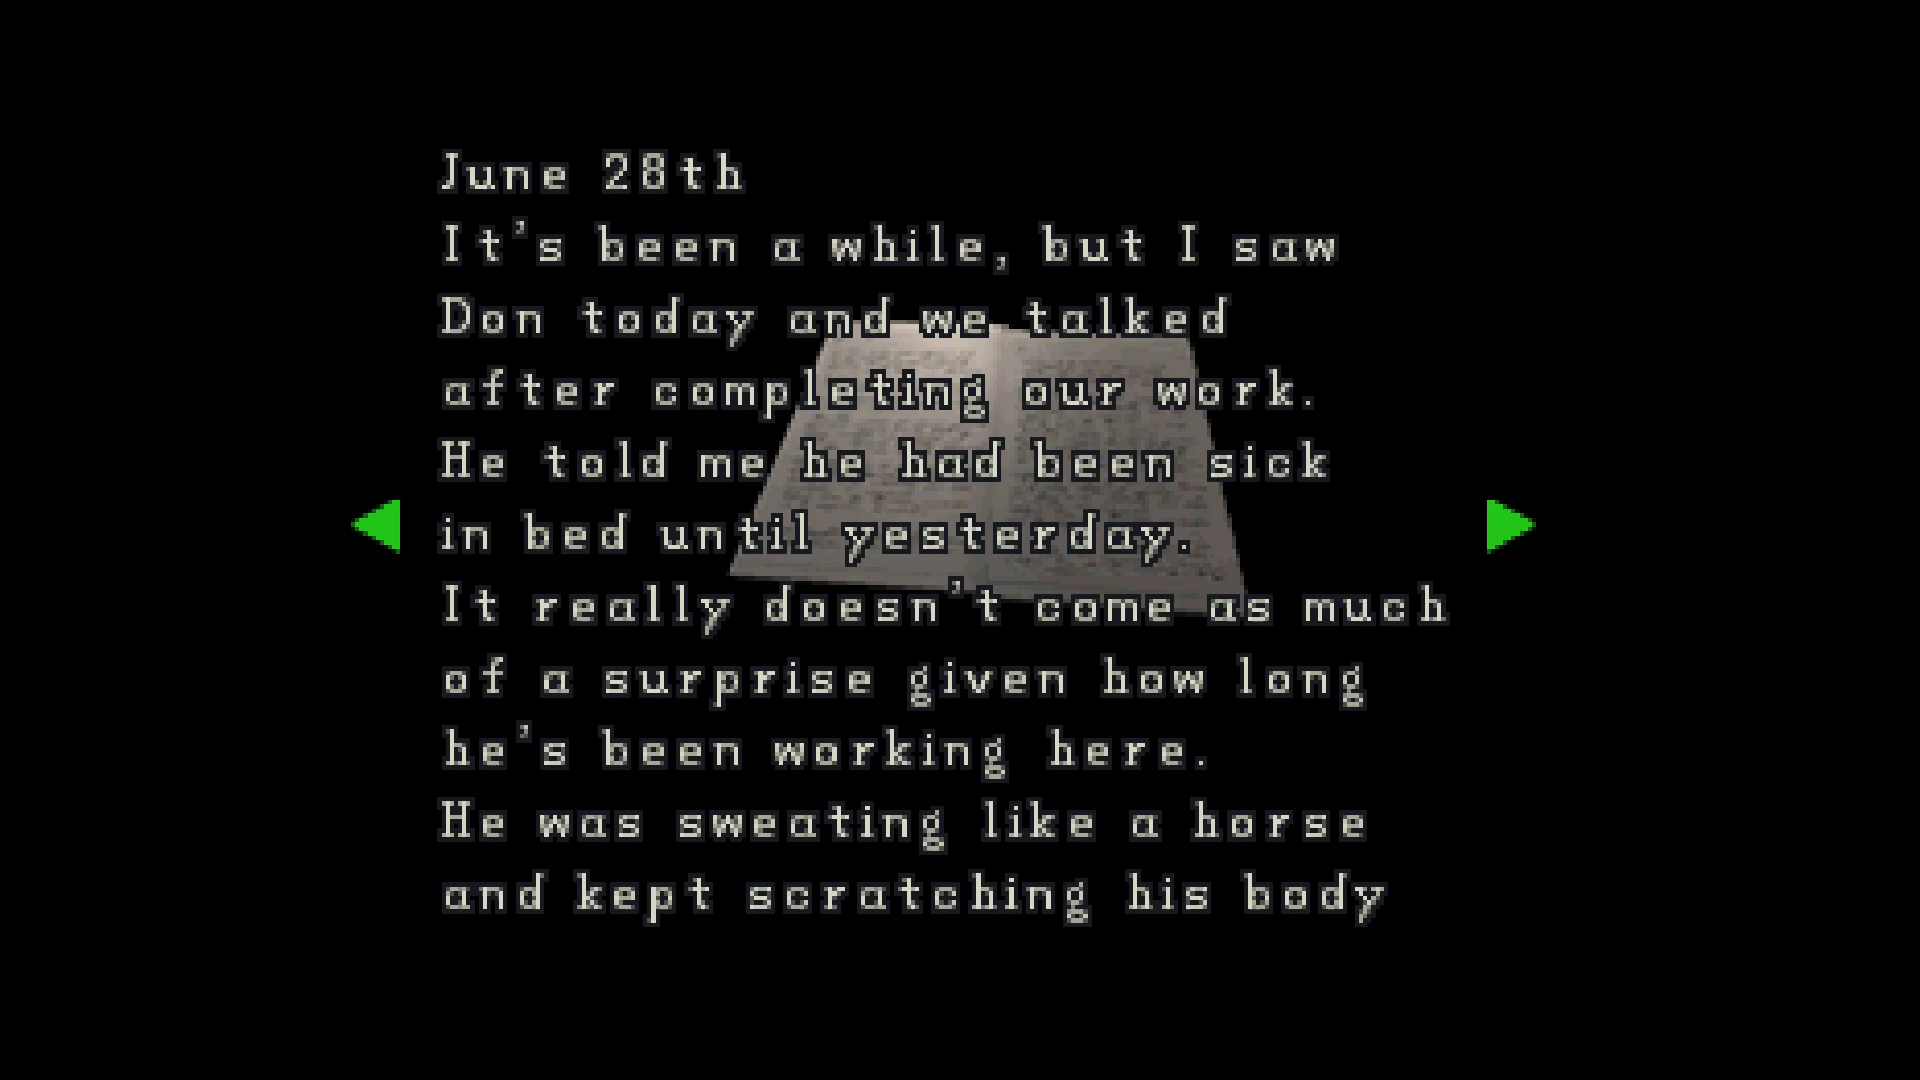 June 28th
It's been a while, but I saw
Don today and we talked
after completing our work.
He told me he had been sick
in bed until yesterday.
It really doesn't come as much
of a surprise given how long
he's been working here.
He was sweating like a horse
and kept scratching his body